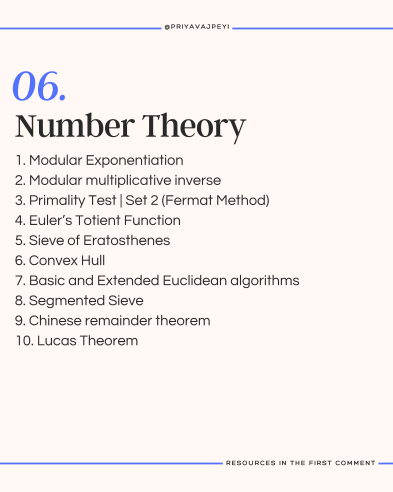 @PRIYAVAJPEYI
06.
Number Theory
1. Modular Exponentiation
2. Modular multiplicative inverse
3. Primality Test | Set 2 (Fermat Method)
4. Euler’s Totient Function
5. Sieve of Eratosthenes
6. Convex Hull
7. Basic and Extended Euclidean algorithms
8. Segmented Sieve
9. Chinese remainder theorem
10. Lucas Theorem
RESOURCES IN THE FIRST COMMENT